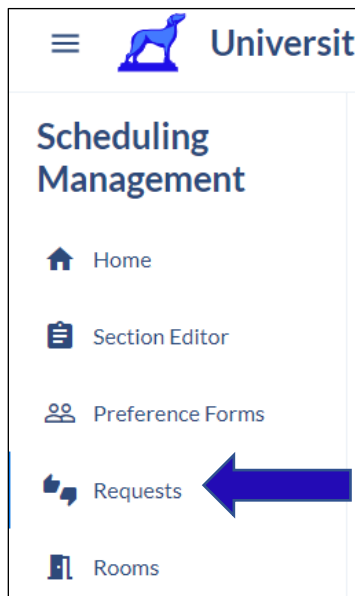 Universit
Scheduling
Management
Home
Section Editor
Preference Forms
Requests
Rooms